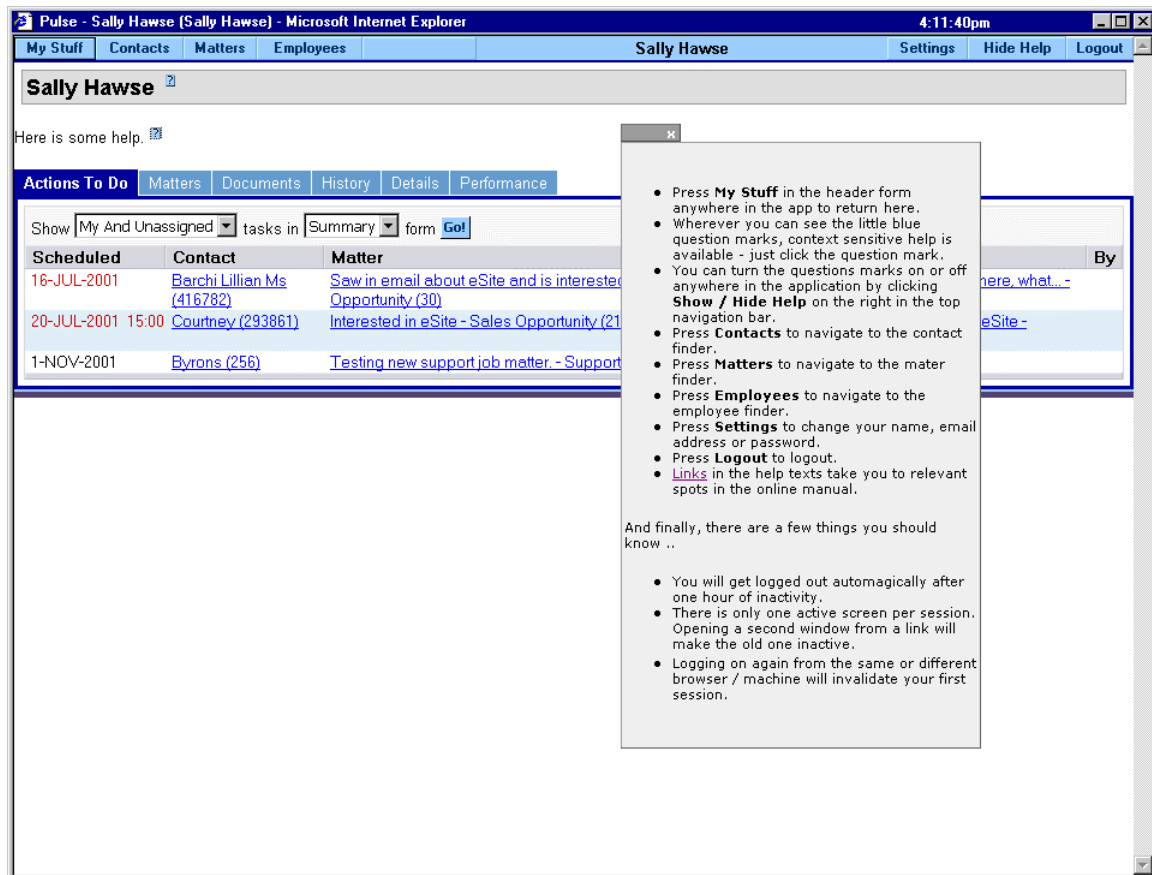 Pulse - Sally Hawse (Sally Hawse) - Microsoft Internet Explorer 4:11:40pm
My Stuff Contacts Matters Employees Sally Hawse Settings Hide Help Logout
Sally Hawse ?
Here is some help. ?
Actions To Do Matters Documents History Details Performance
Show My And Unassigned tasks in Summary form Go!
Scheduled Contact Matter By
16-JUL-2001 Barchi Lillian Ms (416782) Saw in email about eSite and is interested here, what... -
Opportunity (30)
20-JUL-2001 15:00 Courtney (293861) Interested in eSite - Sales Opportunity (21 eSite -
1-NOV-2001 Byrons (256) Testing new support job matter. - Support
x
• Press My Stuff in the header form
anywhere in the app to return here.
• Wherever you can see the little blue
question marks, context sensitive help is
available - just click the question mark.
• You can turn the questions marks on or off
anywhere in the application by clicking
Show / Hide Help on the right in the top
navigation bar.
• Press Contacts to navigate to the contact
finder.
• Press Matters to navigate to the mater
finder.
• Press Employees to navigate to the
employee finder.
• Press Settings to change your name, email
address or password.
• Press Logout to logout.
• Links in the help texts take you to relevant
spots in the online manual.
And finally, there are a few things you should
know ..
• You will get logged out automagically after
one hour of inactivity.
• There is only one active screen per session.
Opening a second window from a link will
make the old one inactive.
• Logging on again from the same or different
browser / machine will invalidate your first
session.